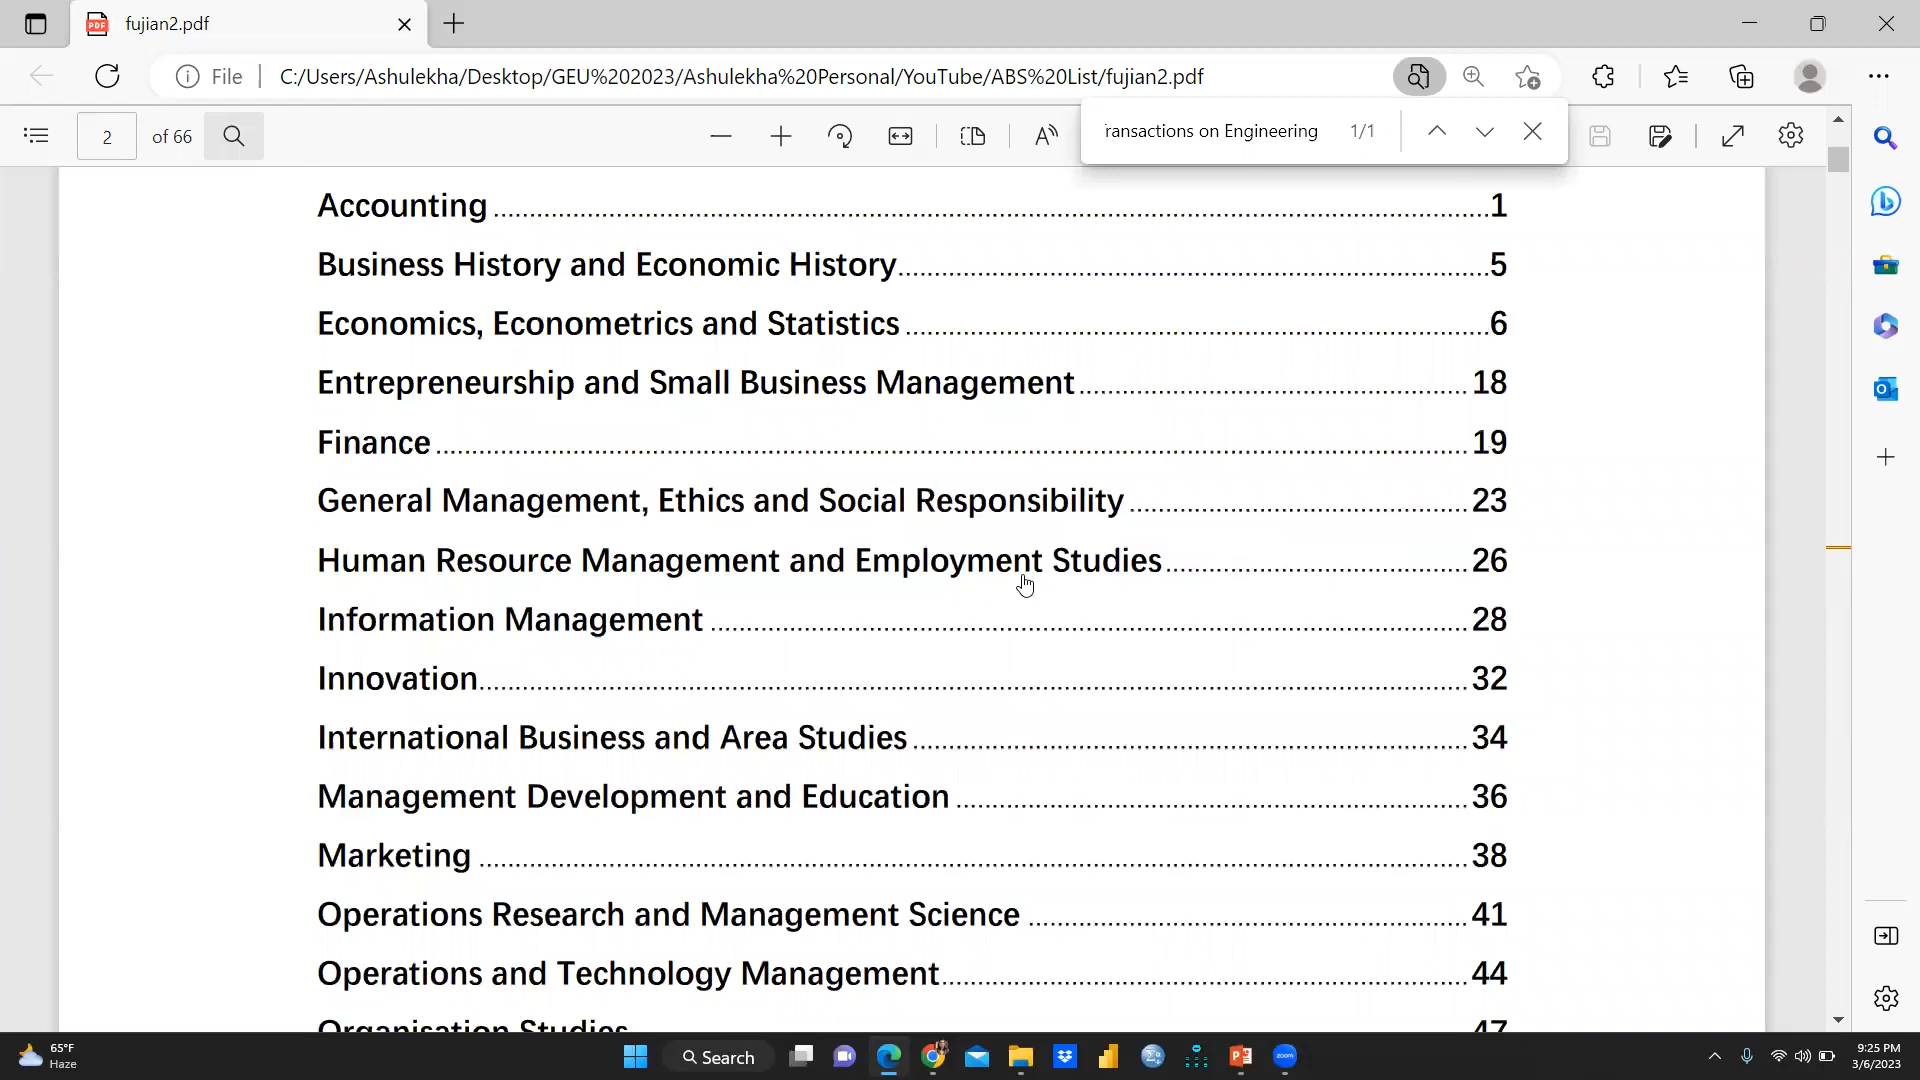 fujian2.pdf
File
C:/Users/Ashulekha/Desktop/GEU%202023/Ashulekha%20Personal/YouTube/ABS%20List/fujian2.pdf
2 of 66
ransactions on Engineering 1/1
Accounting 1
Business History and Economic History 5
Economics, Econometrics and Statistics 6
Entrepreneurship and Small Business Management 18
Finance 19
General Management, Ethics and Social Responsibility 23
Human Resource Management and Employment Studies 26
Information Management 28
Innovation 32
International Business and Area Studies 34
Management Development and Education 36
Marketing 38
Operations Research and Management Science 41
Operations and Technology Management 44
Organisation Studies 47
65°F
Haze
Search
zoom
9:25 PM
3/6/2023